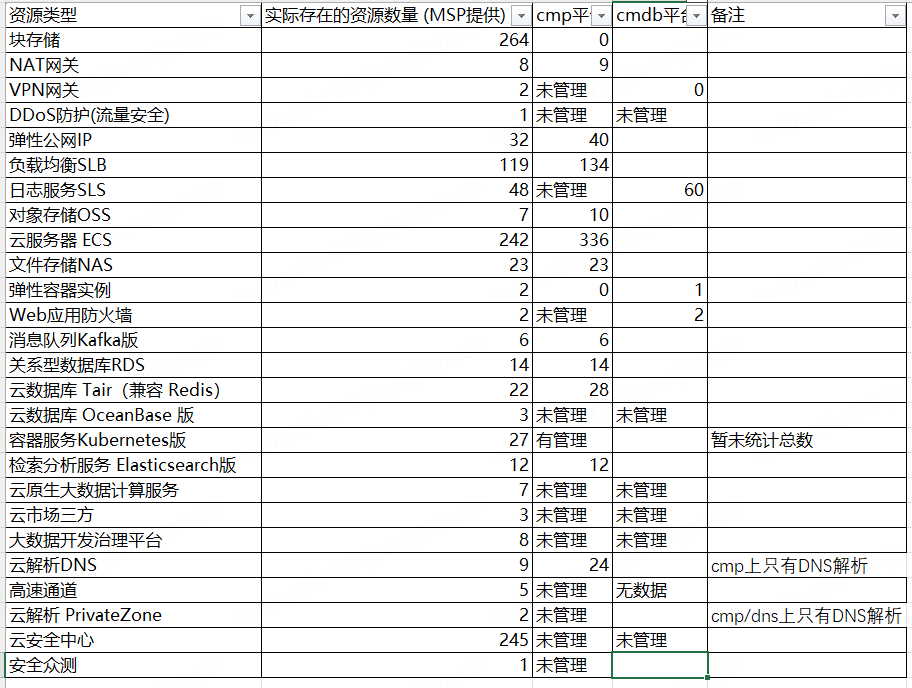 资源类型 实际存在的资源数量 (MSP提供) cmp平 cmdb平台 备注
块存储 264 0
NAT网关 8 9
VPN网关 2 未管理 0
DDoS防护(流量安全) 1 未管理 未管理
弹性公网IP 32 40
负载均衡SLB 119 134
日志服务SLS 48 未管理 60
对象存储OSS 7 10
云服务器 ECS 242 336
文件存储NAS 23 23
弹性容器实例 2 0 1
Web应用防火墙 2 未管理 2
消息队列Kafka版 6 6
关系型数据库RDS 14 14
云数据库 Tair（兼容 Redis） 22 28
云数据库 OceanBase 版 3 未管理 未管理
容器服务Kubernetes版 27 有管理 暂未统计总数
检索分析服务 Elasticsearch版 12 12
云原生大数据计算服务 7 未管理 未管理
云市场三方 3 未管理 未管理
大数据开发治理平台 8 未管理 未管理
云解析DNS 9 24 cmp上只有DNS解析
高速通道 5 未管理 无数据
云解析 PrivateZone 2 未管理 cmp/dns上只有DNS解析
云安全中心 245 未管理 未管理
安全众测 1 未管理